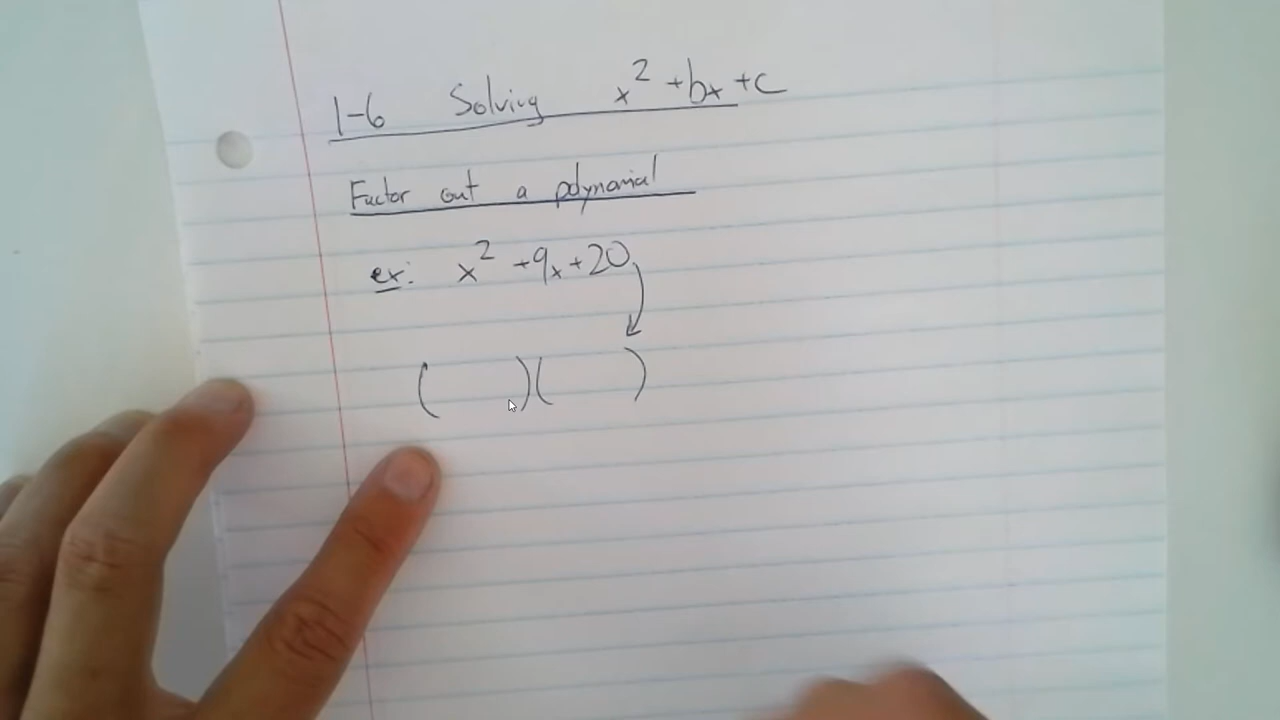 1-6 Solving x² +bx +c
Factor out a polynomial
ex: x² +9x +20
( )( )